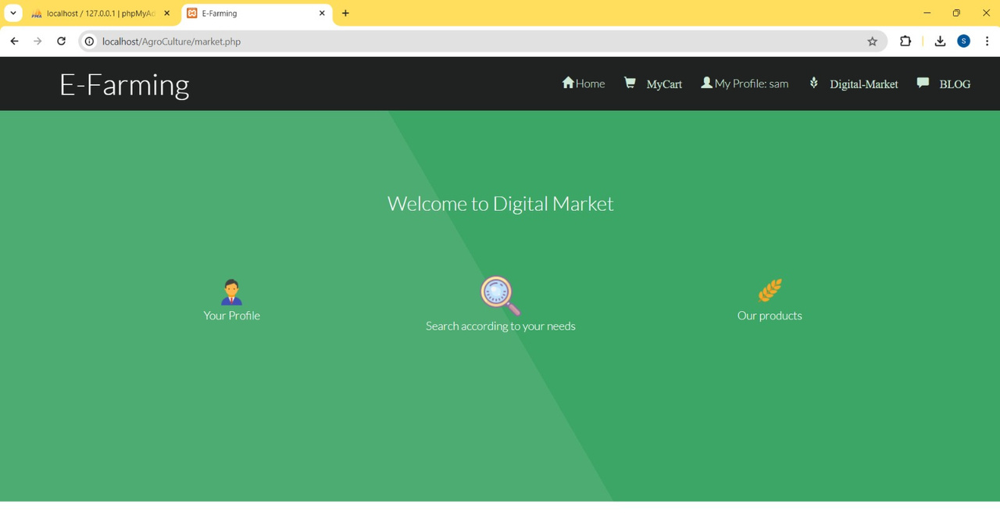 localhost / 127.0.0.1 | phpMyAd
E-Farming
localhost/AgroCulture/market.php
S
E-Farming
Home MyCart My Profile: sam Digital-Market BLOG
Welcome to Digital Market
Your Profile
Search according to your needs
Our products